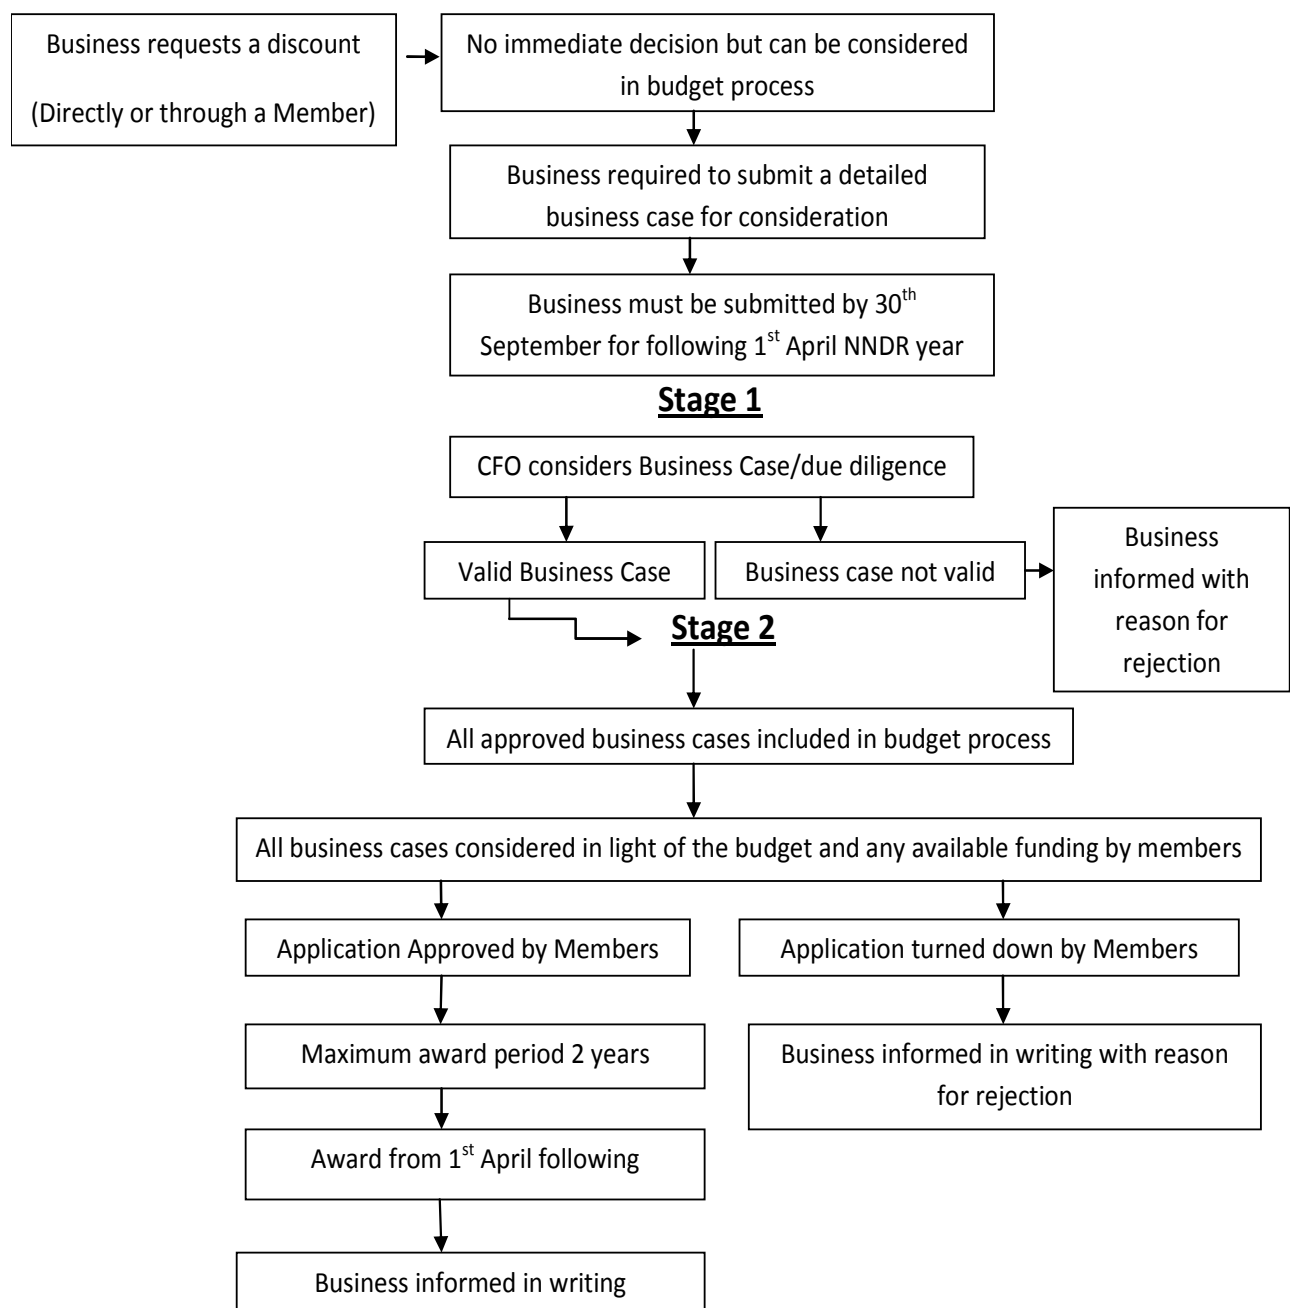 Business requests a discount
(Directly or through a Member)
No immediate decision but can be considered
in budget process
Business required to submit a detailed
business case for consideration
Business must be submitted by 30th
September for following 1st April NNDR year
Stage 1
CFO considers Business Case/due diligence
Valid Business Case
Business case not valid
Business
informed with
reason for
rejection
Stage 2
All approved business cases included in budget process
All business cases considered in light of the budget and any available funding by members
Application Approved by Members
Application turned down by Members
Maximum award period 2 years
Business informed in writing with reason
for rejection
Award from 1st April following
Business informed in writing